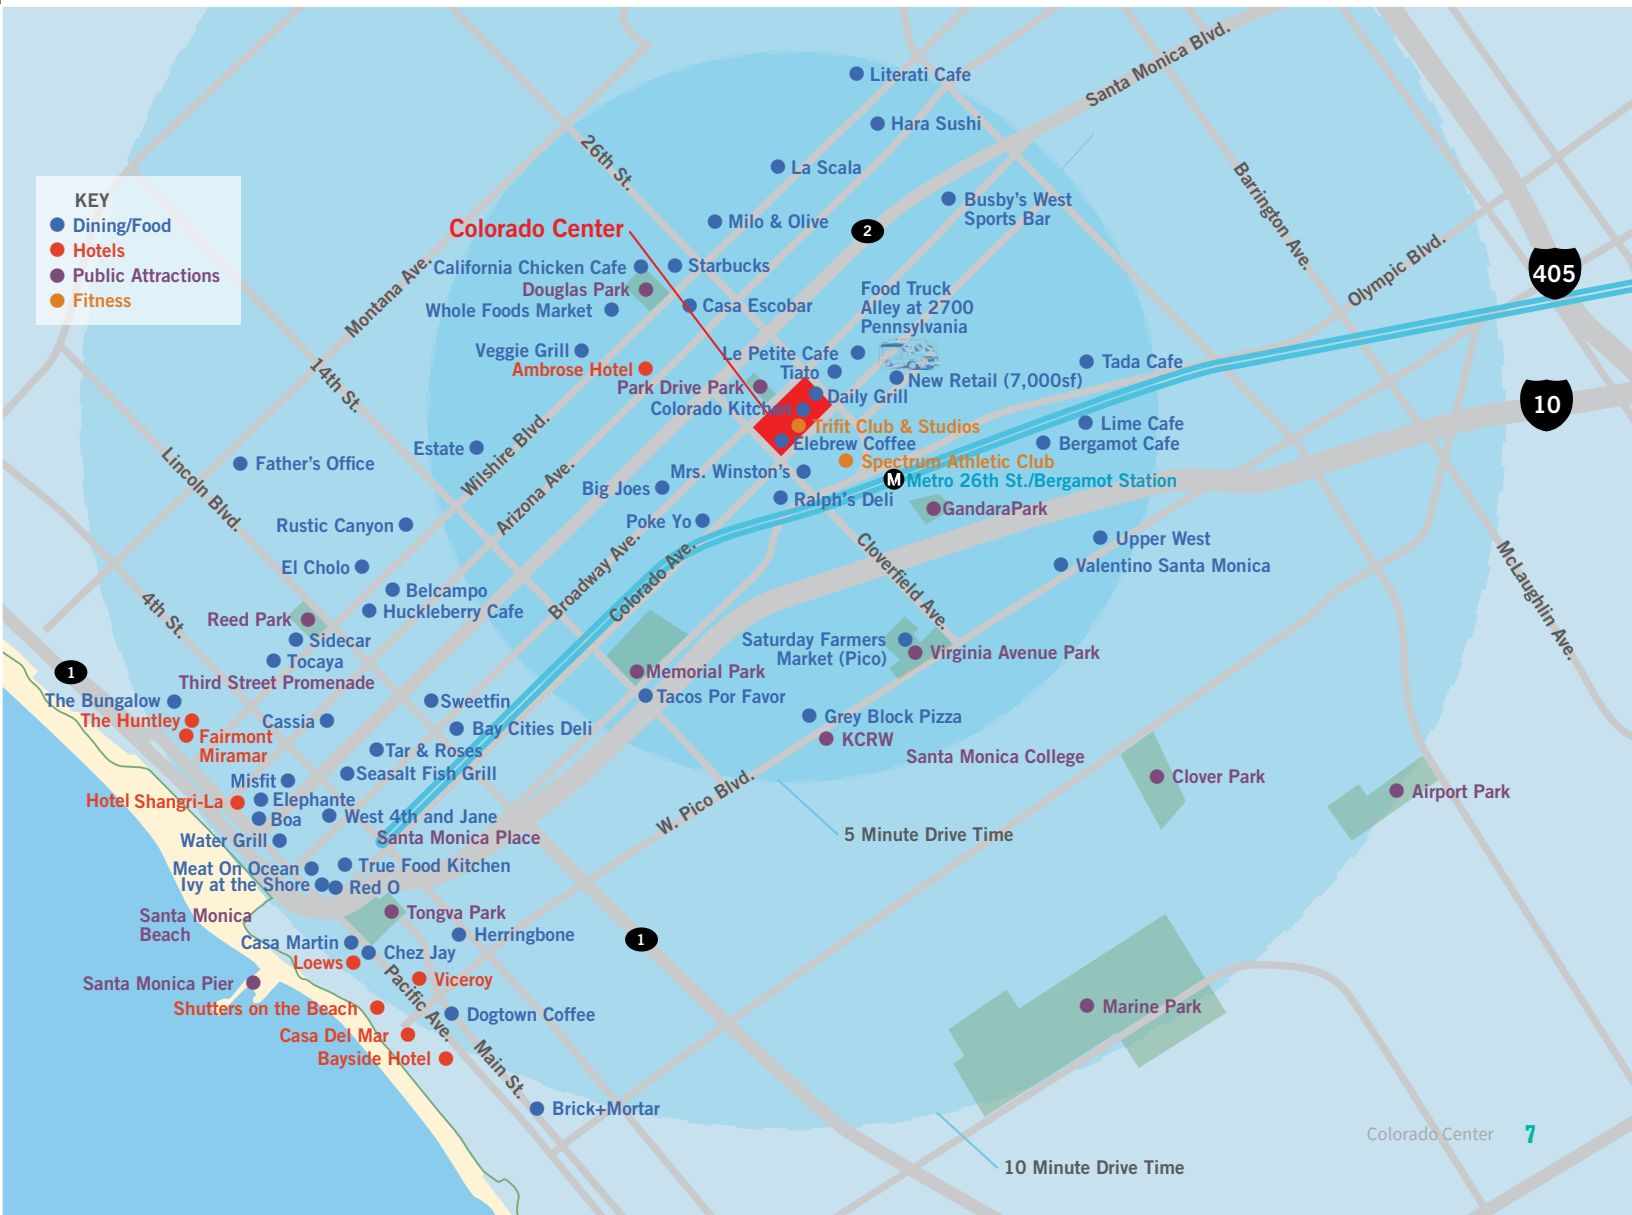 Santa Monica Blvd.
Literati Cafe
Hara Sushi
26th St.
La Scala
Barrington Ave.
KEY
Dining/Food
Hotels
Public Attractions
Fitness
Busy's West
Sports Bar
Milo & Olive
Colorado Center
2
Montana Ave.
California Chicken Cafe
Starbucks
Douglas Park
Whole Foods Market
Casa Escobar
Food Truck
Alley at 2700
Pennsylvania
Olympic Blvd.
405
Veggie Grill
Ambrose Hotel
Le Petite Cafe
Tiato
Tada Cafe
New Retail (7,000sf)
14th St.
Park Drive Park
Daily Grill
Colorado Kitchen
10
Trifit Club & Studios
Lime Cafe
Elebrew Coffee
Bergamot Cafe
Estate
Wilshire Blvd.
Father's Office
Spectrum Athletic Club
Mrs. Winston's
M
Metro 26th St./Bergamot Station
Lincoln Blvd.
Arizona Ave.
Big Joes
Ralph's Deli
GandaraPark
Rustic Canyon
Poke Yo
Cloverfield Ave.
Upper West
El Cholo
Broadway Ave.
Colorado Ave.
Valentino Santa Monica
McLaughlin Ave.
Belcampo
Huckleberry Cafe
4th St.
Reed Park
Sidecar
Saturday Farmers
Market (Pico)
Virginia Avenue Park
Tocaya
1
Memorial Park
Third Street Promenade
The Bungalow
Sweetfin
Tacos Por Favor
The Huntley
Cassia
Grey Block Pizza
Fairmont
Miramar
Bay Cities Deli
KCRW
Tar & Roses
Santa Monica College
Misfit
Seasalt Fish Grill
Clover Park
Hotel Shangri-La
Elephante
Airport Park
Boa
West 4th and Jane
W. Pico Blvd.
Water Grill
Santa Monica Place
5 Minute Drive Time
Meat On Ocean
True Food Kitchen
Ivy at the Shore
Red O
Santa Monica
Beach
Tongva Park
Casa Martin
Herringbone
1
Chez Jay
Loews
Pacific Ave.
Santa Monica Pier
Viceroy
Shutters on the Beach
Dogtown Coffee
Marine Park
Casa Del Mar
Main St.
Bayside Hotel
Brick+Mortar
Colorado Center 7
10 Minute Drive Time